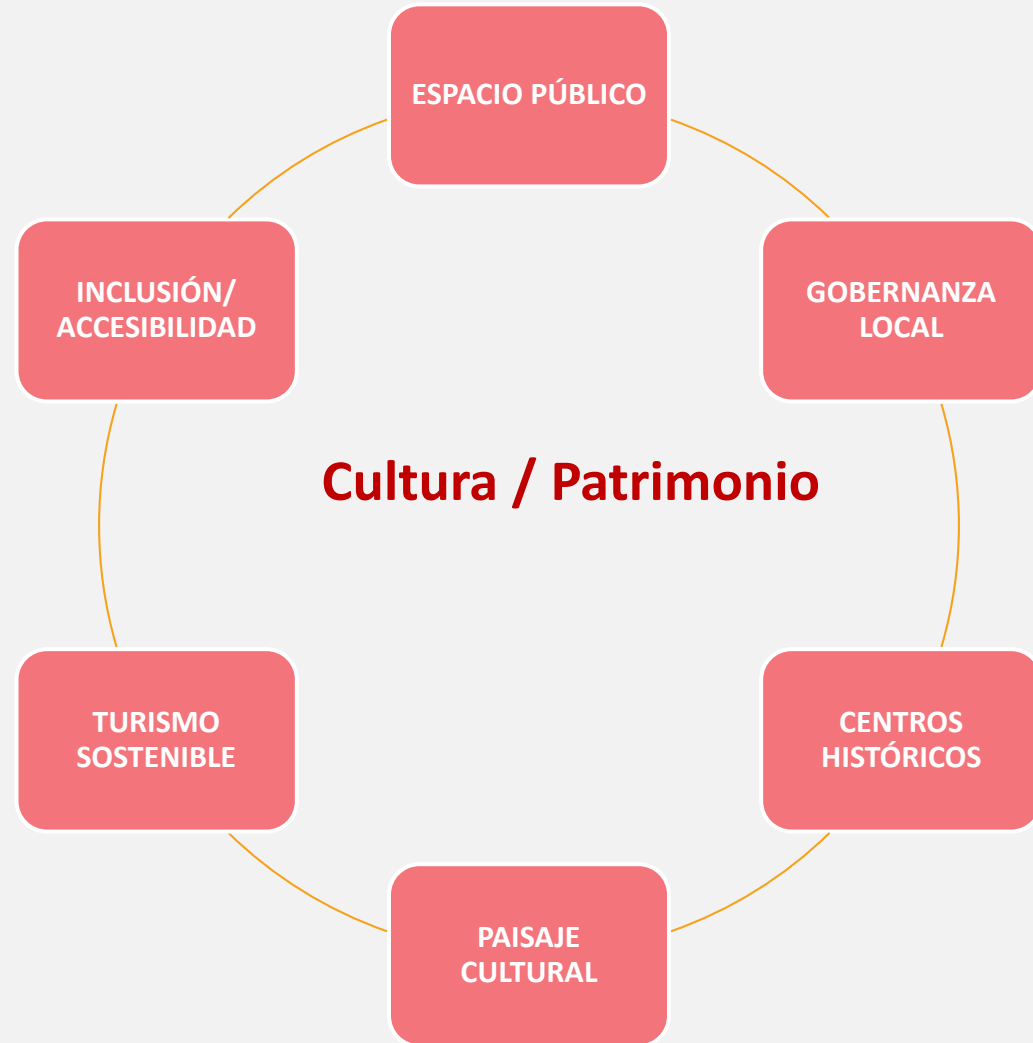 ESPACIO PÚBLICO
INCLUSIÓN/
ACCESIBILIDAD
GOBERNANZA
LOCAL
Cultura / Patrimonio
TURISMO
SOSTENIBLE
CENTROS
HISTÓRICOS
PAISAJE
CULTURAL